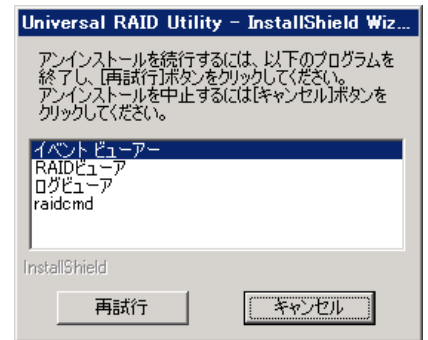 Universal RAID Utility - InstallShield Wiz...
アンインストールを続行するには、以下のプログラムを
終了し、[再試行]ボタンをクリックしてください。
アンインストールを中止するには[キャンセル]ボタンを
クリックしてください。
イベント ビューアー
RAIDビューア
ログビューア
raidcmd
InstallShield
再試行
キャンセル